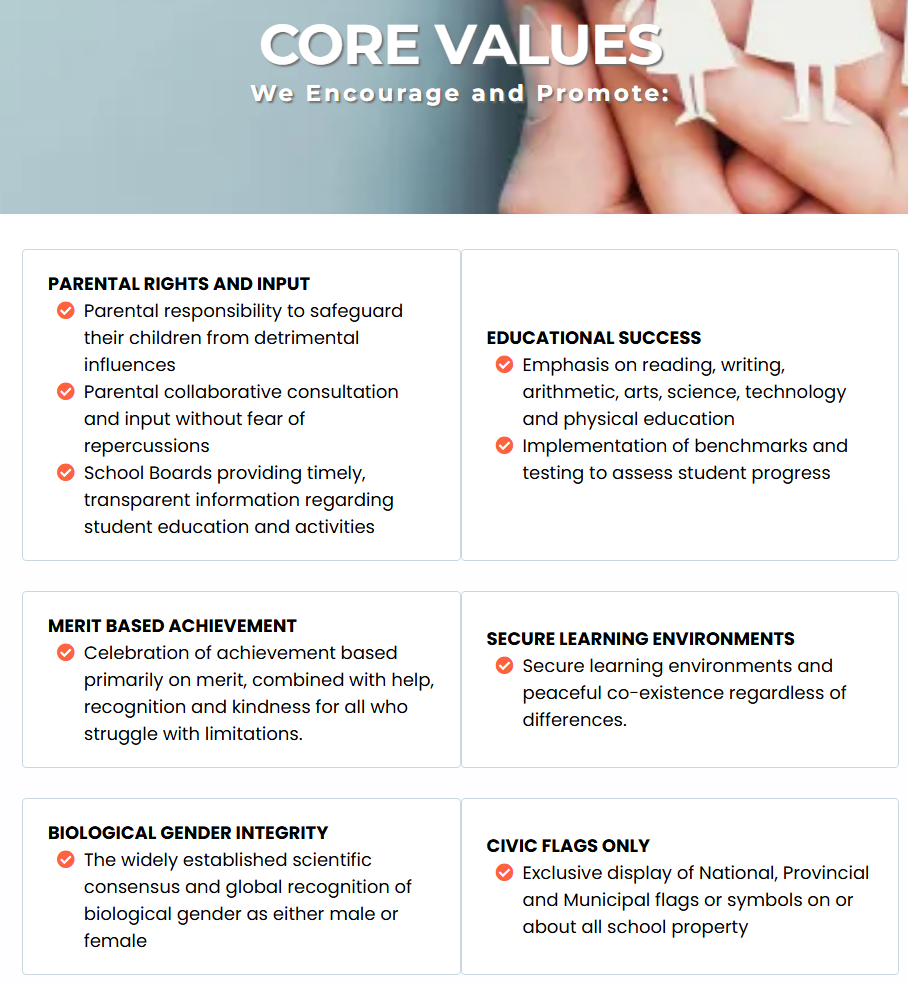 CORE VALUES
We Encourage and Promote:
PARENTAL RIGHTS AND INPUT
Parental responsibility to safeguard
their children from detrimental
influences
Parental collaborative consultation
and input without fear of
repercussions
School Boards providing timely,
transparent information regarding
student education and activities
EDUCATIONAL SUCCESS
Emphasis on reading, writing,
arithmetic, arts, science, technology
and physical education
Implementation of benchmarks and
testing to assess student progress
MERIT BASED ACHIEVEMENT
Celebration of achievement based
primarily on merit, combined with help,
recognition and kindness for all who
struggle with limitations.
SECURE LEARNING ENVIRONMENTS
Secure learning environments and
peaceful co-existence regardless of
differences.
BIOLOGICAL GENDER INTEGRITY
The widely established scientific
consensus and global recognition of
biological gender as either male or
female
CIVIC FLAGS ONLY
Exclusive display of National, Provincial
and Municipal flags or symbols on or
about all school property